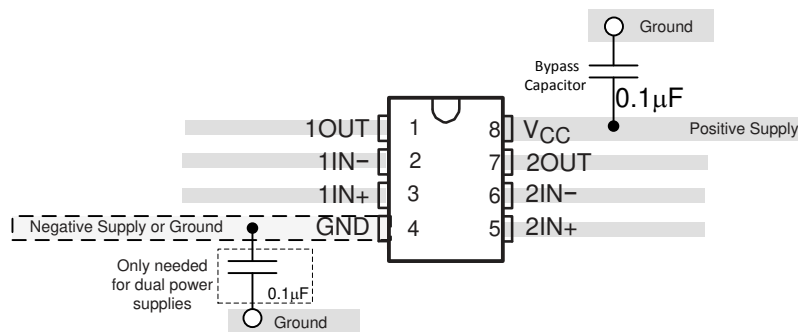 Ground
Bypass
Capacitor
0.1µF
1OUT 1 8 VCC Positive Supply
1IN− 2 7 2OUT
1IN+ 3 6 2IN−
Negative Supply or Ground GND 4 5 2IN+
Only needed
for dual power
supplies
0.1µF
Ground